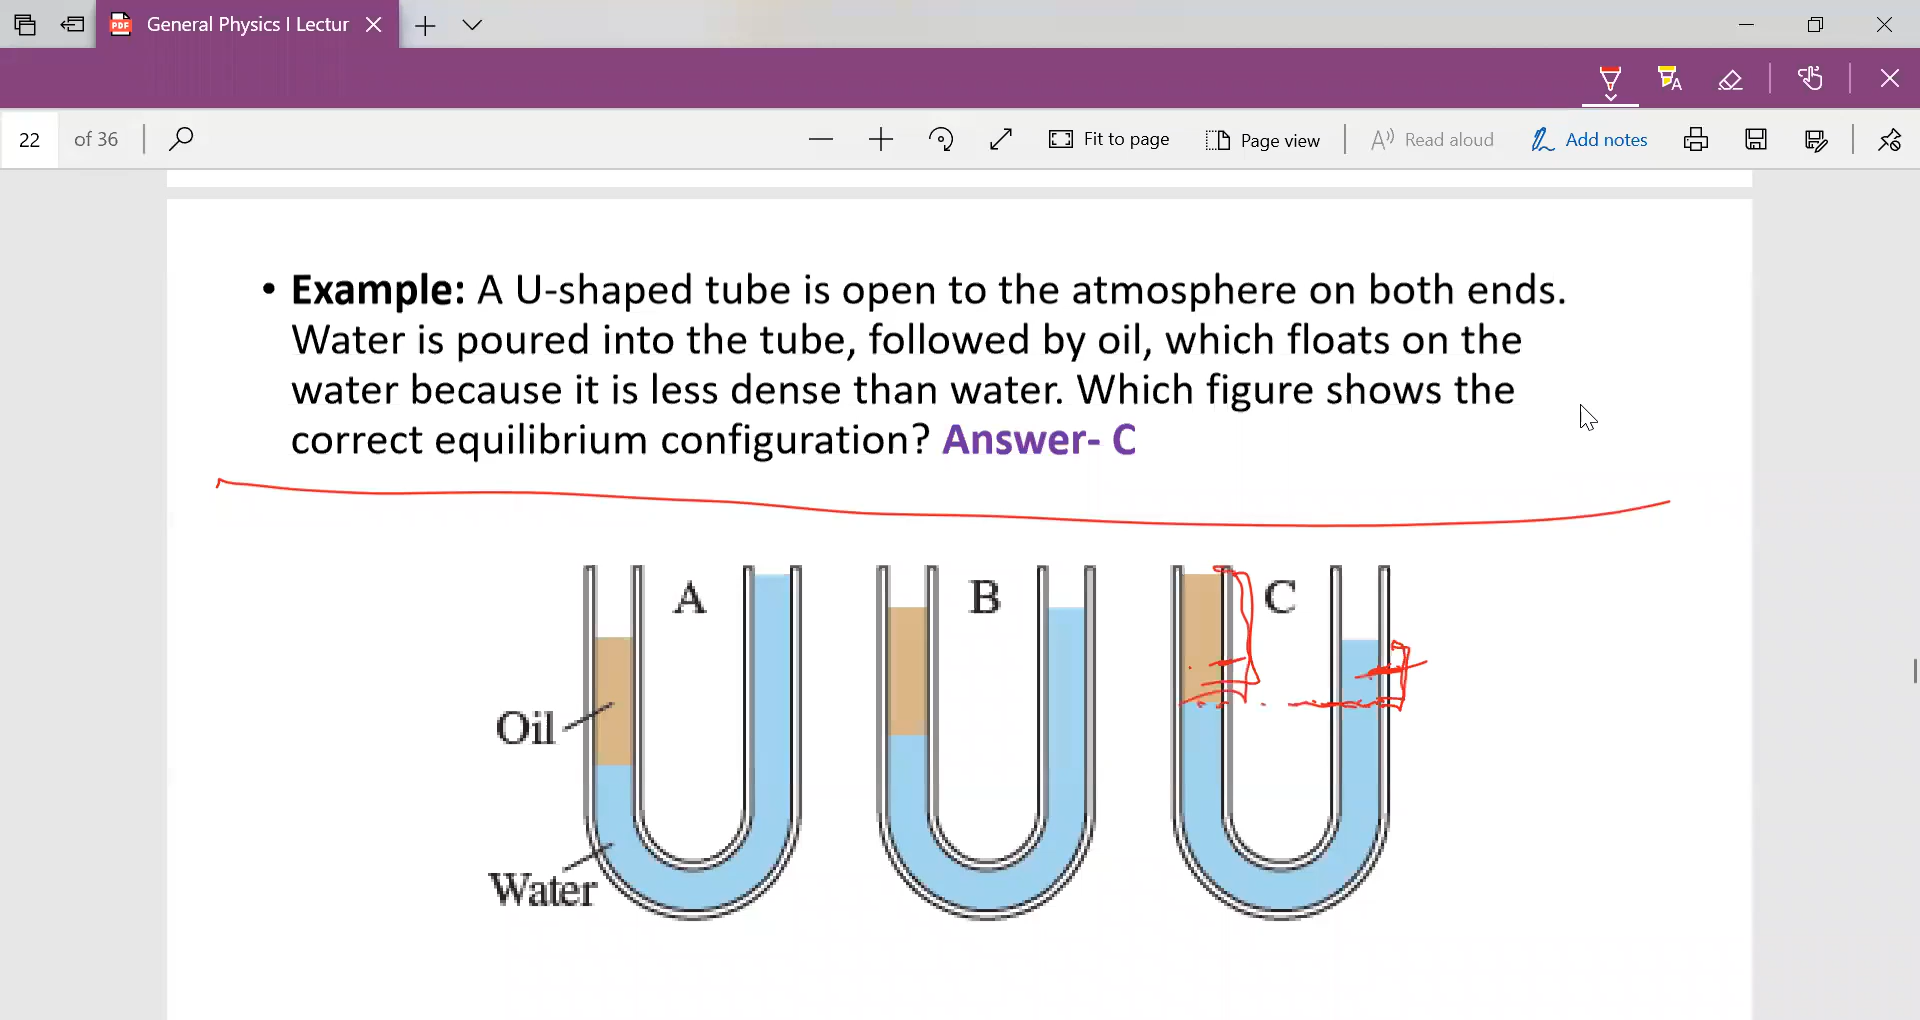 General Physics I Lectur
22 of 36
Fit to page
Page view
Read aloud
Add notes
• Example: A U-shaped tube is open to the atmosphere on both ends.
Water is poured into the tube, followed by oil, which floats on the
water because it is less dense than water. Which figure shows the
correct equilibrium configuration? Answer- C
A B C
Oil
Water